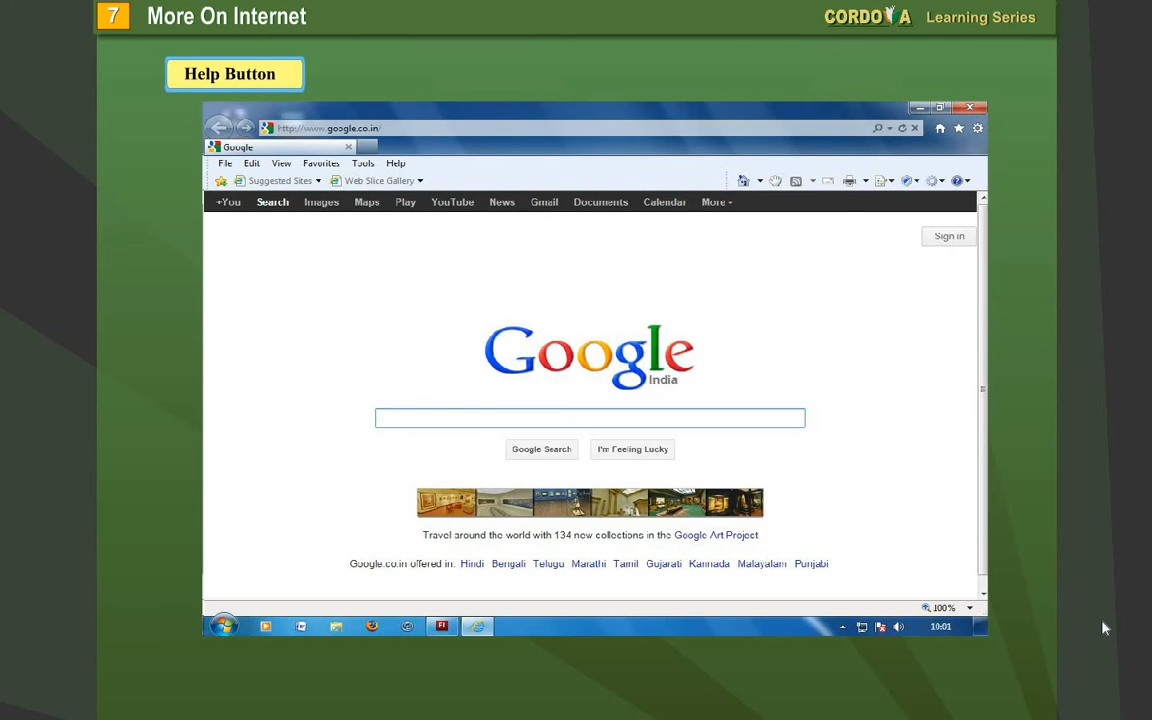 7 More On Internet CORDOVA Learning Series
Help Button
http://www.google.co.in/
Google
File Edit View Favorites Tools Help
Suggested Sites Web Slice Gallery
+You Search Images Maps Play YouTube News Gmail Documents Calendar More
Sign in
Google
India
Google Search I'm Feeling Lucky
Travel around the world with 134 new collections in the Google Art Project
Google.co.in offered in: Hindi Bengali Telugu Marathi Tamil Gujarati Kannada Malayalam Punjabi
100%
10:01